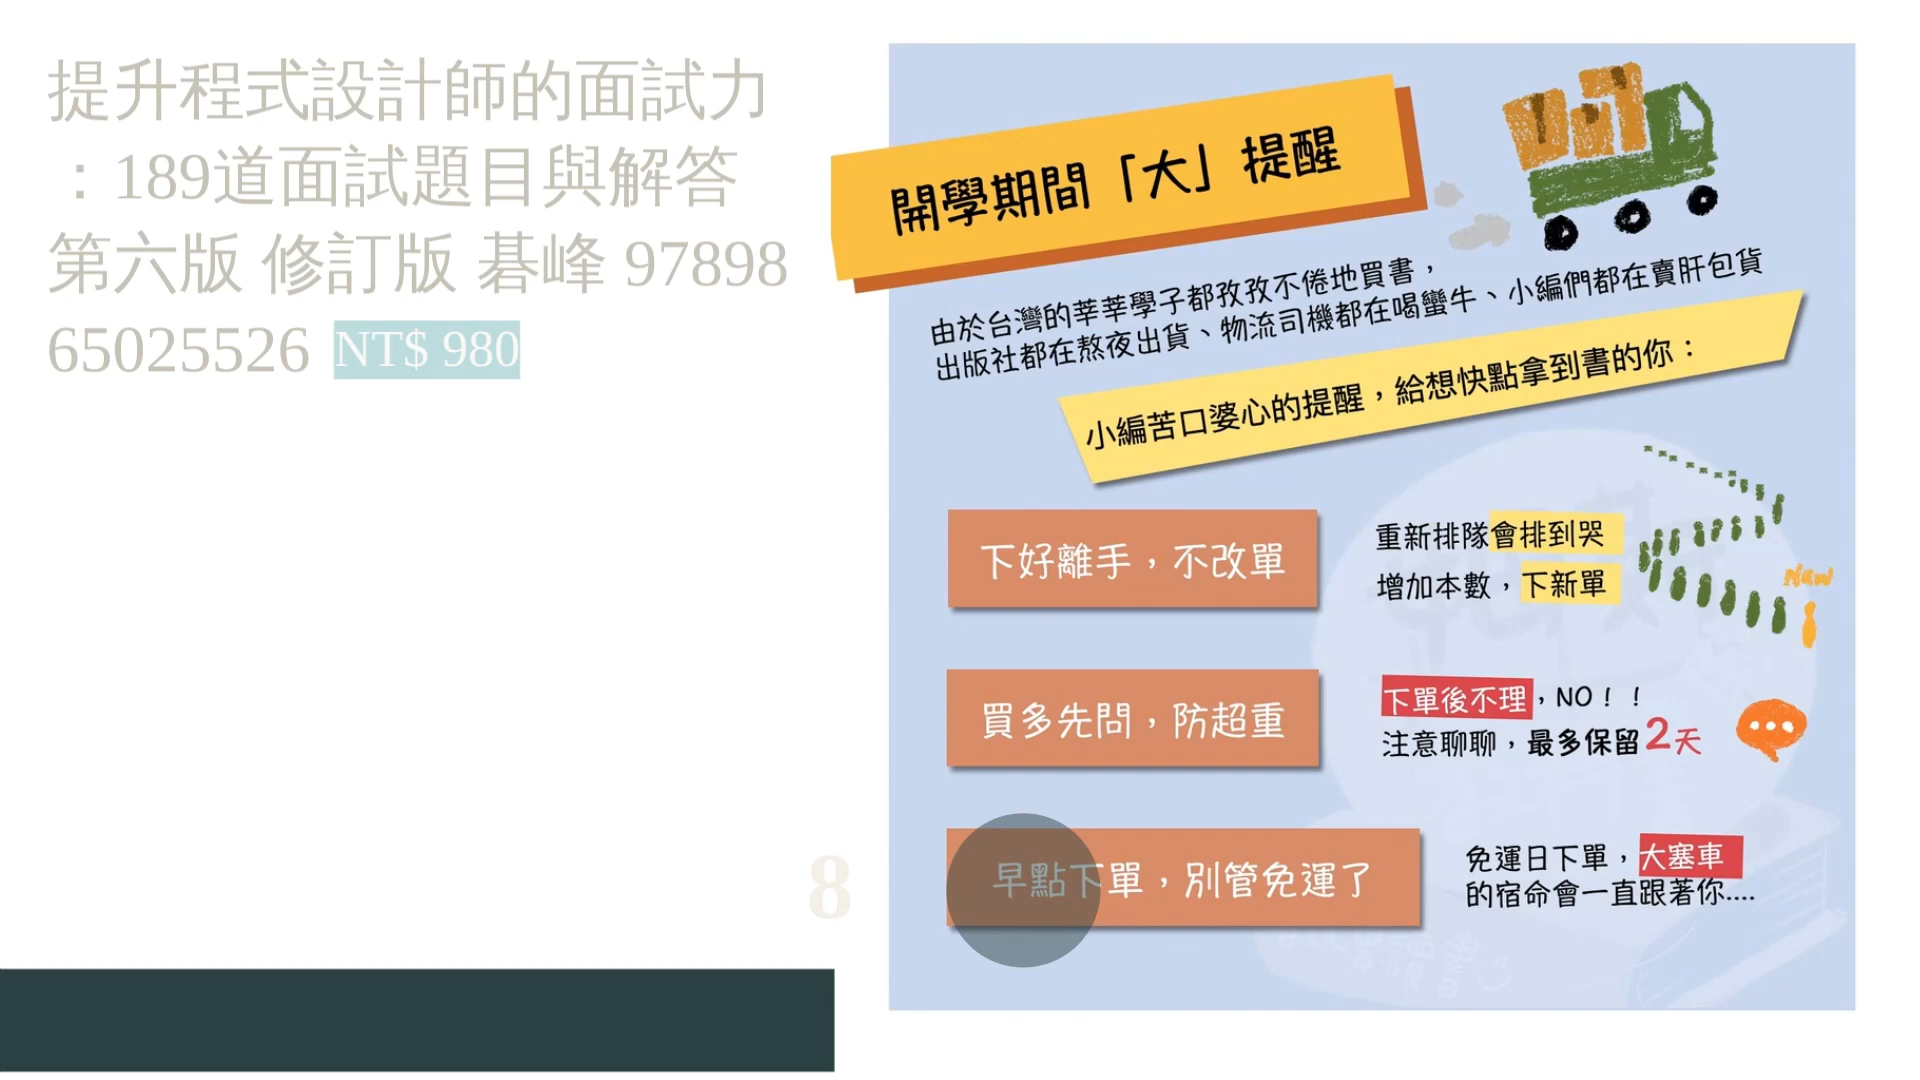 提升程式設計師的面試力
：189道面試題目與解答
第六版 修訂版 碁峰 97898
65025526 NT$ 980
8
開學期間「大」提醒
由於台灣的莘莘學子都孜孜不倦地買書，
出版社都在熬夜出貨、物流司機都在喝蠻牛、小編們都在賣肝包貨
小編苦口婆心的提醒，給想快點拿到書的你：
下好離手，不改單
重新排隊會排到哭
增加本數，下新單
New
買多先問，防超重
下單後不理，NO！！
注意聊聊，最多保留2天
早點下單，別管免運了
免運日下單，大塞車
的宿命會一直跟著你....